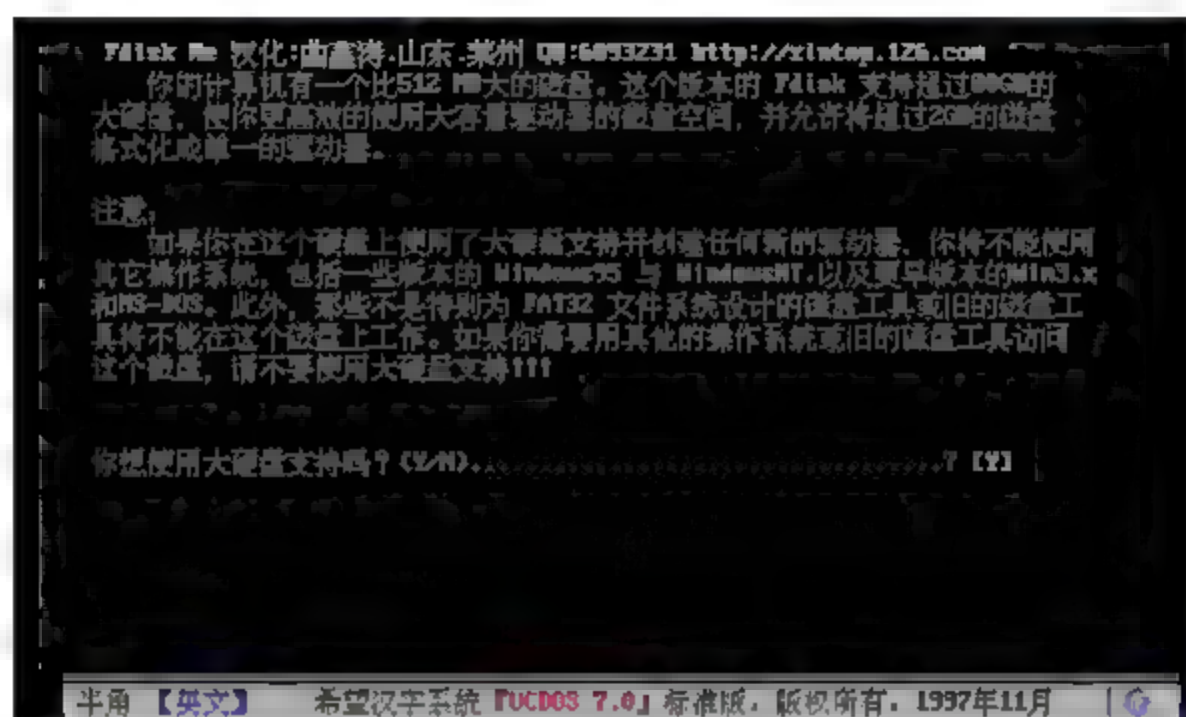 Fdisk Me 汉化:曲鑫涛.山东.莱州 QQ:6053231
你的计算机有一个比512 MB大的磁盘。这个版本的 Fdisk 支持超过80GB的
大硬盘，使你更高效的使用大容量驱动器的磁盘空间，并允许将超过2GB的磁盘
格式化成单一的驱动器。
注意:
如果你在这个硬盘上使用了大硬盘支持并创建任何新的驱动器，你将不能使用
其它操作系统，包括一些版本的 Windows95 与 WindowsNT.以及更早版本的Win3.x
和MS-DOS。此外，那些不是特别为 FAT32 文件系统设计的磁盘工具或旧的磁盘工
具将不能在这个磁盘上工作。如果你需要用其他的操作系统或旧的磁盘工具访问
这个磁盘，请不要使用大硬盘支持!!!
你想使用大硬盘支持吗? (Y/N)..............................? [Y]
半角 【英文】 希望汉字系统『UCDOS 7.0』标准版. 版权所有. 1997年11月